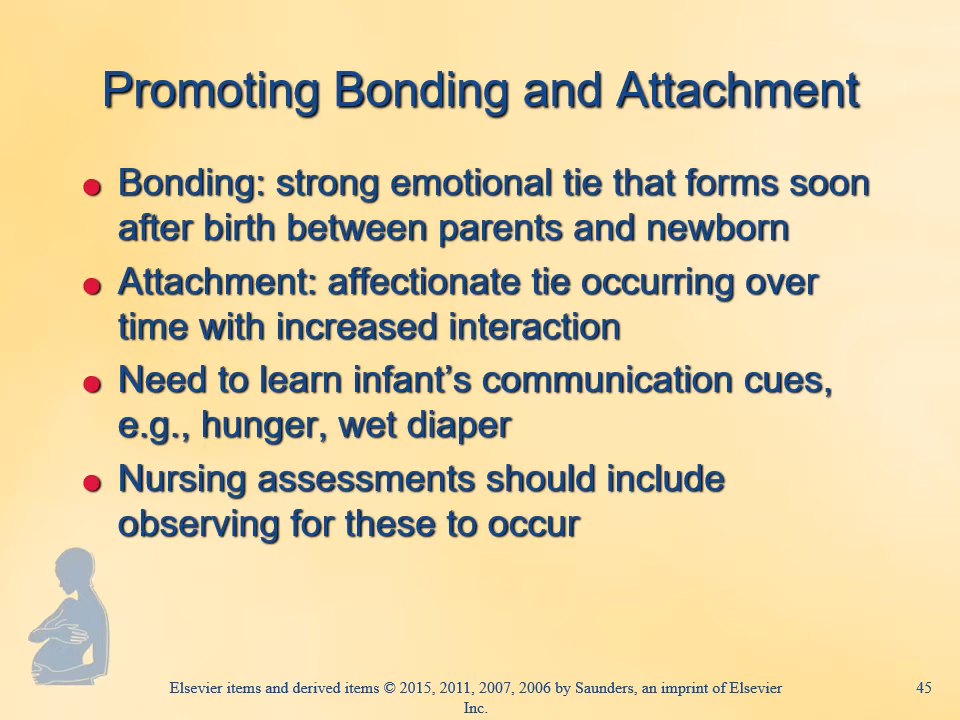 Promoting Bonding and Attachment
Bonding: strong emotional tie that forms soon
after birth between parents and newborn
Attachment: affectionate tie occurring over
time with increased interaction
Need to learn infant’s communication cues,
e.g., hunger, wet diaper
Nursing assessments should include
observing for these to occur
Elsevier items and derived items © 2015, 2011, 2007, 2006 by Saunders, an imprint of Elsevier
Inc.
45